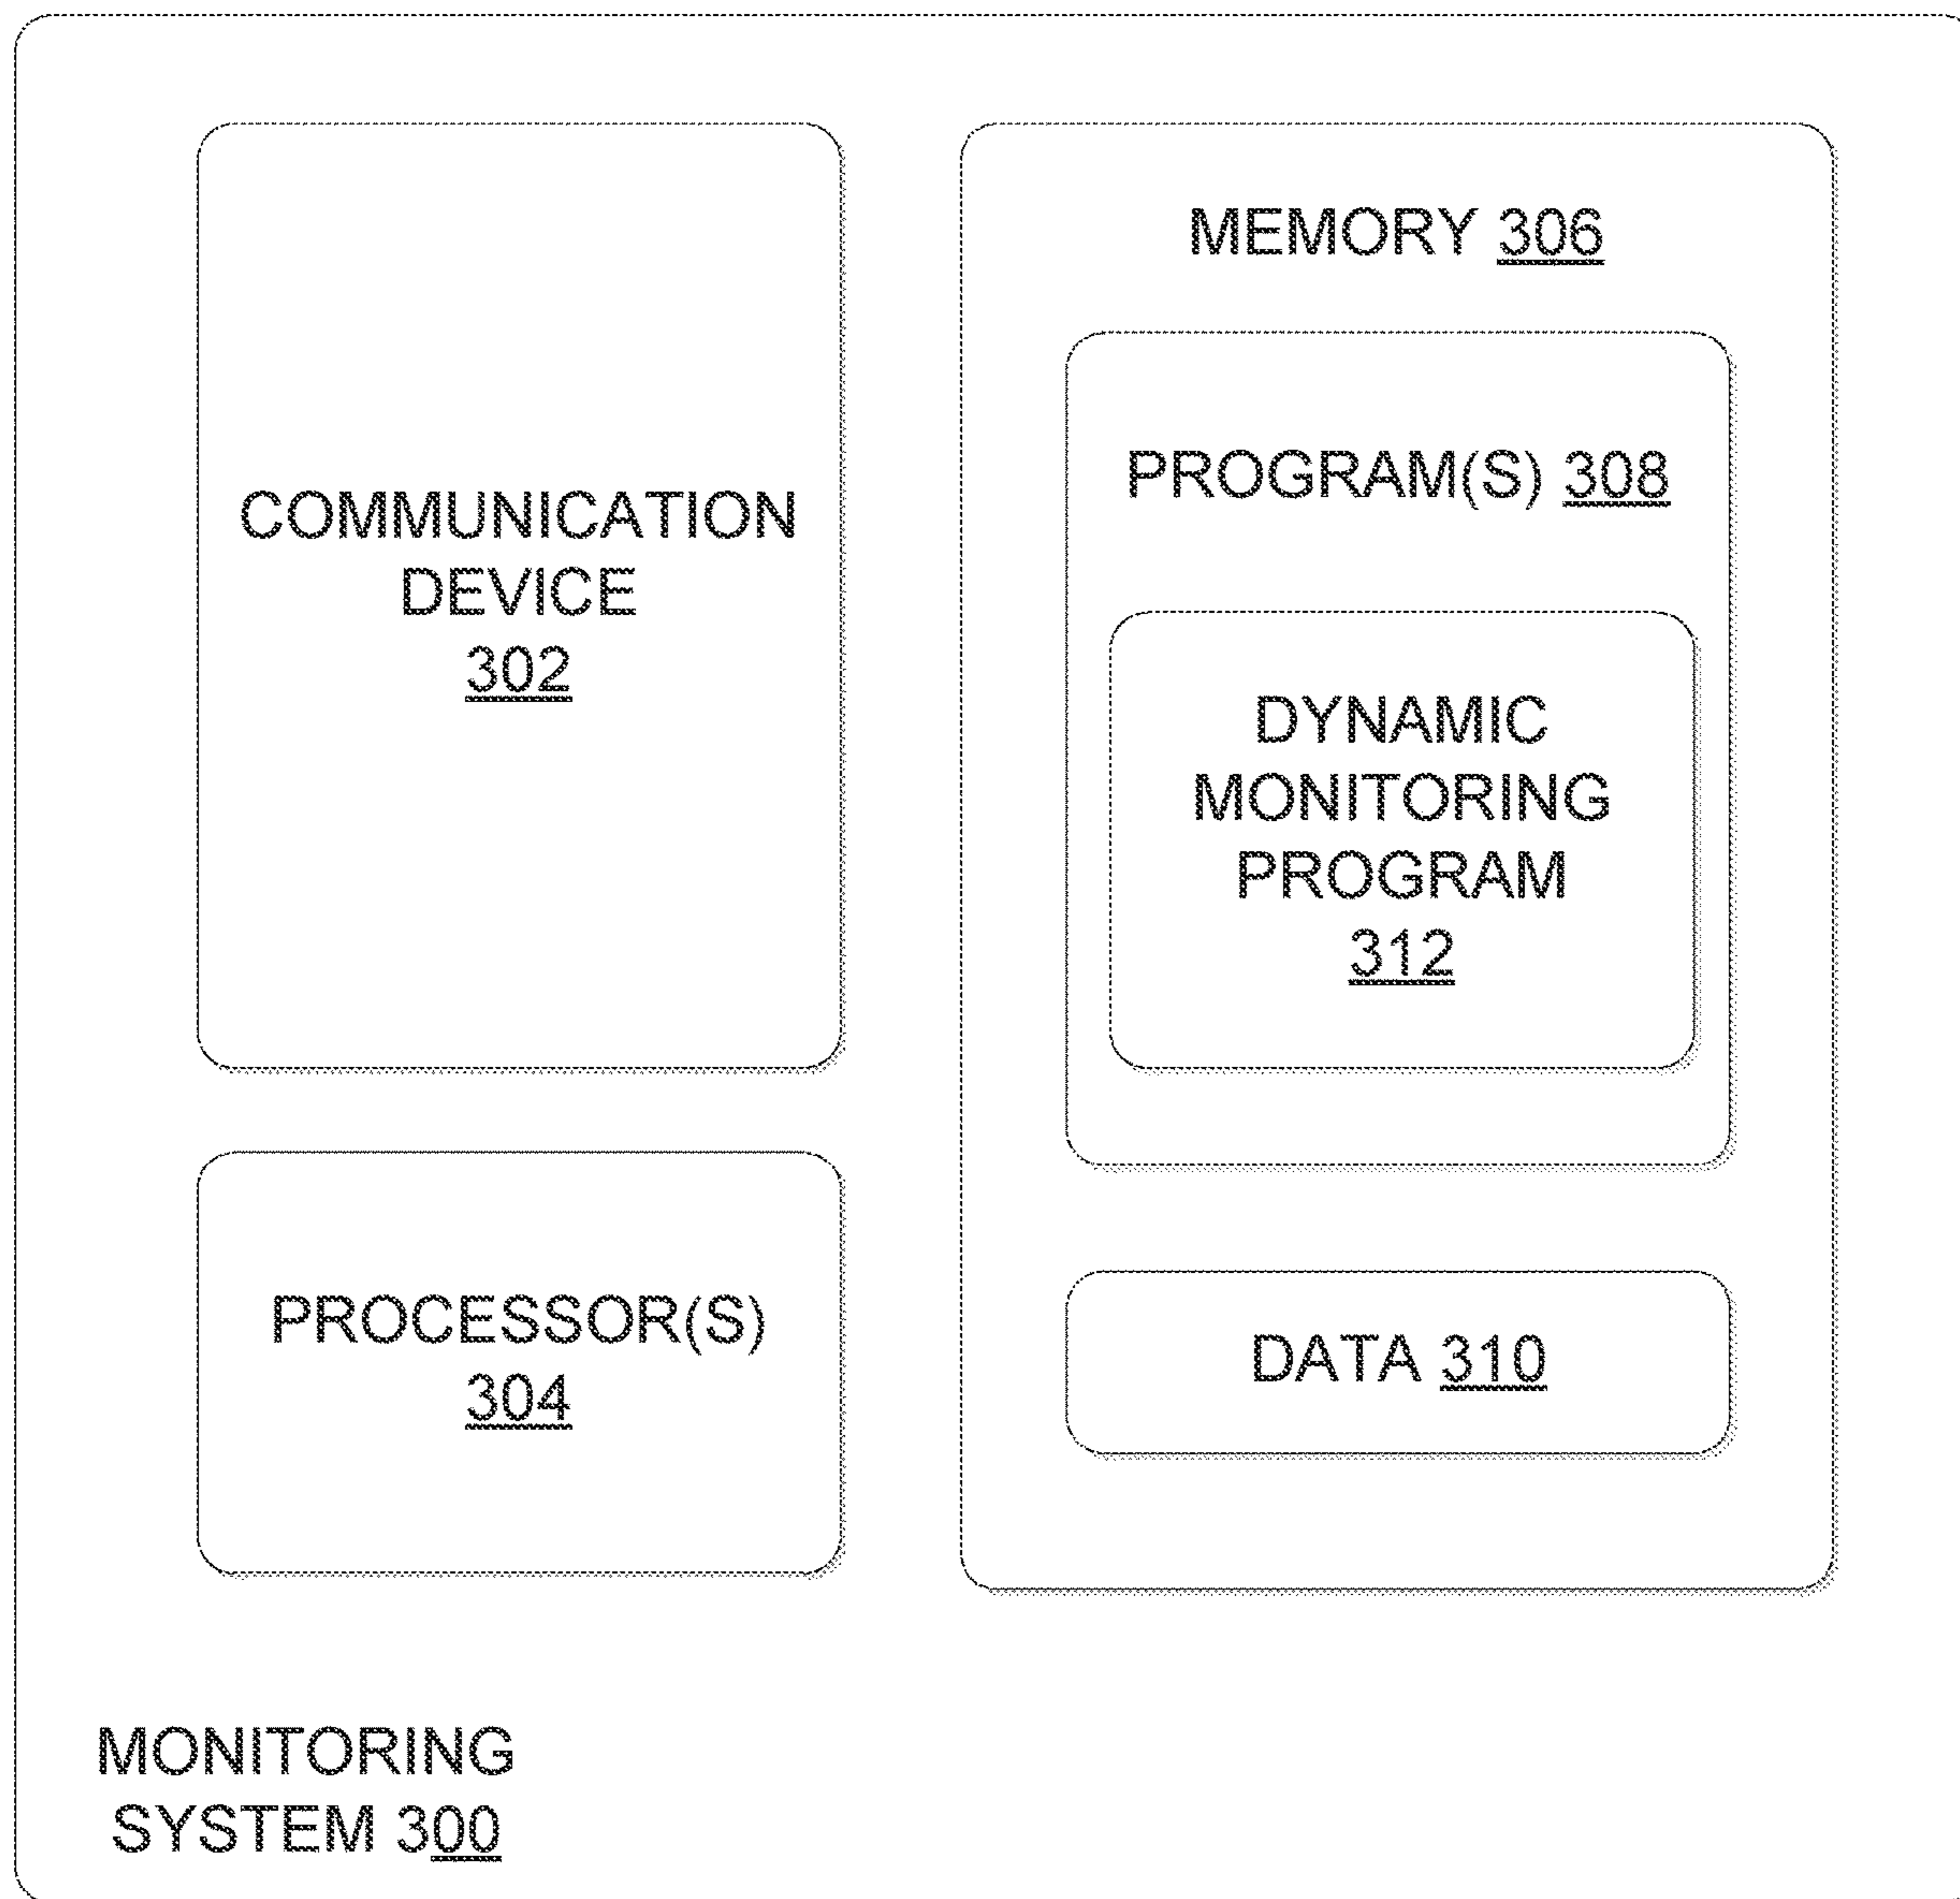 COMMUNICATION
DEVICE
302
PROCESSOR(S)
304
MEMORY 306
PROGRAM(S) 308
DYNAMIC
MONITORING
PROGRAM
312
DATA 310
MONITORING
SYSTEM 300